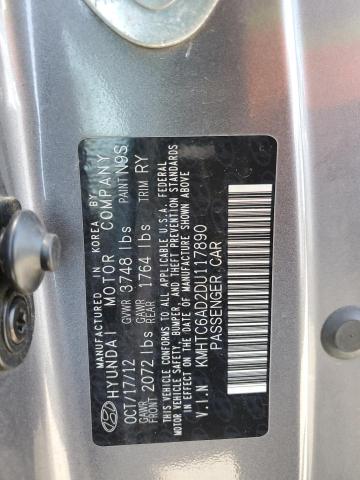 MANUFACTURED IN KOREA BY
HYUNDAI MOTOR COMPANY
OCT/17/12 GVWR 3748 lbs PAINT N9S
GAWR FRONT 2072 lbs GAWR REAR 1764 lbs TRIM RY
THIS VEHICLE CONFORMS TO ALL APPLICABLE U.S.A. FEDERAL
MOTOR VEHICLE SAFETY, BUMPER, AND THEFT PREVENTION STANDARDS
IN EFFECT ON THE DATE OF MANUFACTURE SHOWN ABOVE.
V.I.N KMHTC6AD2DU117890
PASSENGER CAR